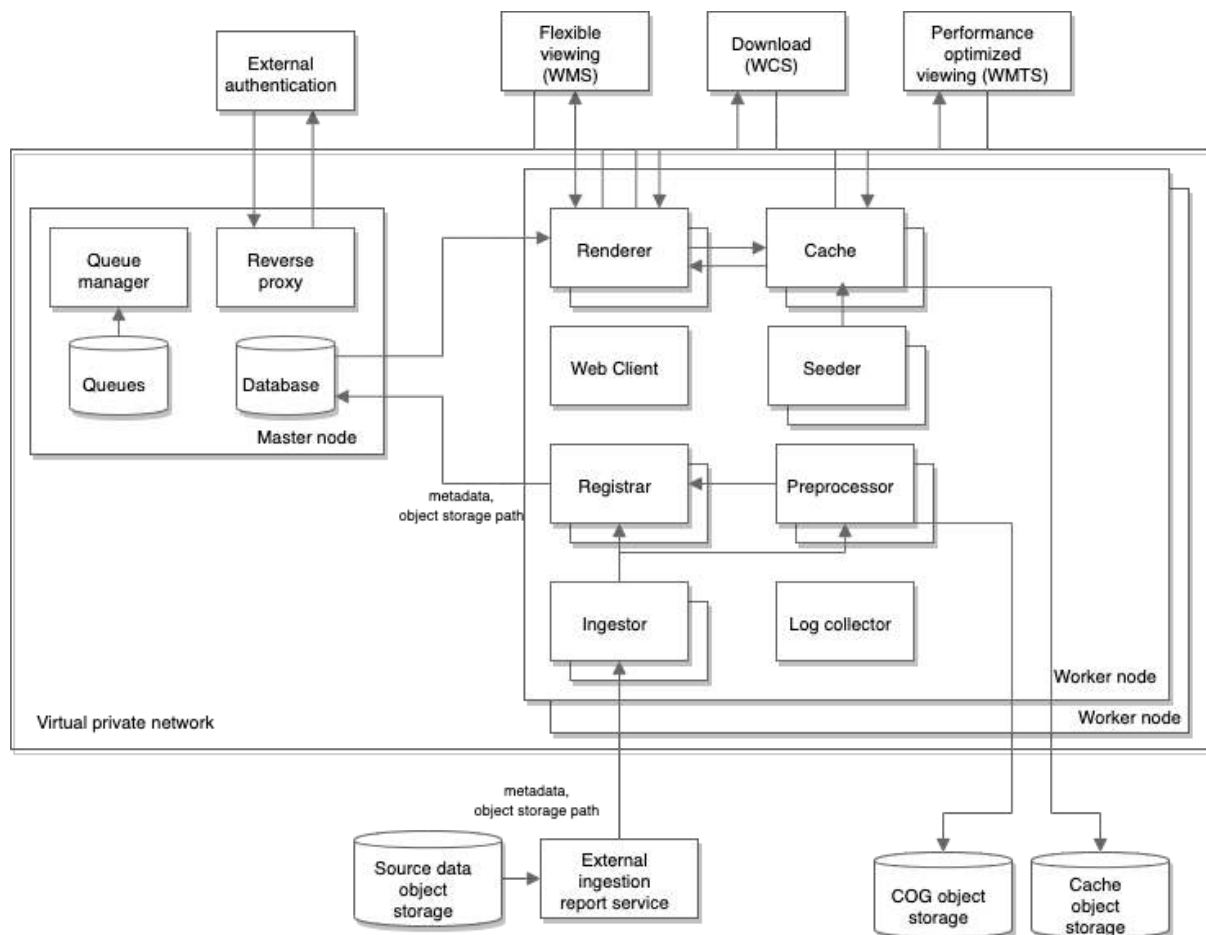 External
authentication
Flexible
viewing
(WMS)
Download
(WCS)
Performance
optimized
viewing (WMTS)
Queue
manager
Reverse
proxy
Queues
Database
Master node
Renderer
Cache
Web Client
Seeder
Registrar
Preprocessor
metadata,
object storage path
Ingestor
Log collector
Worker node
Worker node
Virtual private network
metadata,
object storage path
Source data
object
storage
External
ingestion
report service
COG object
storage
Cache
object
storage